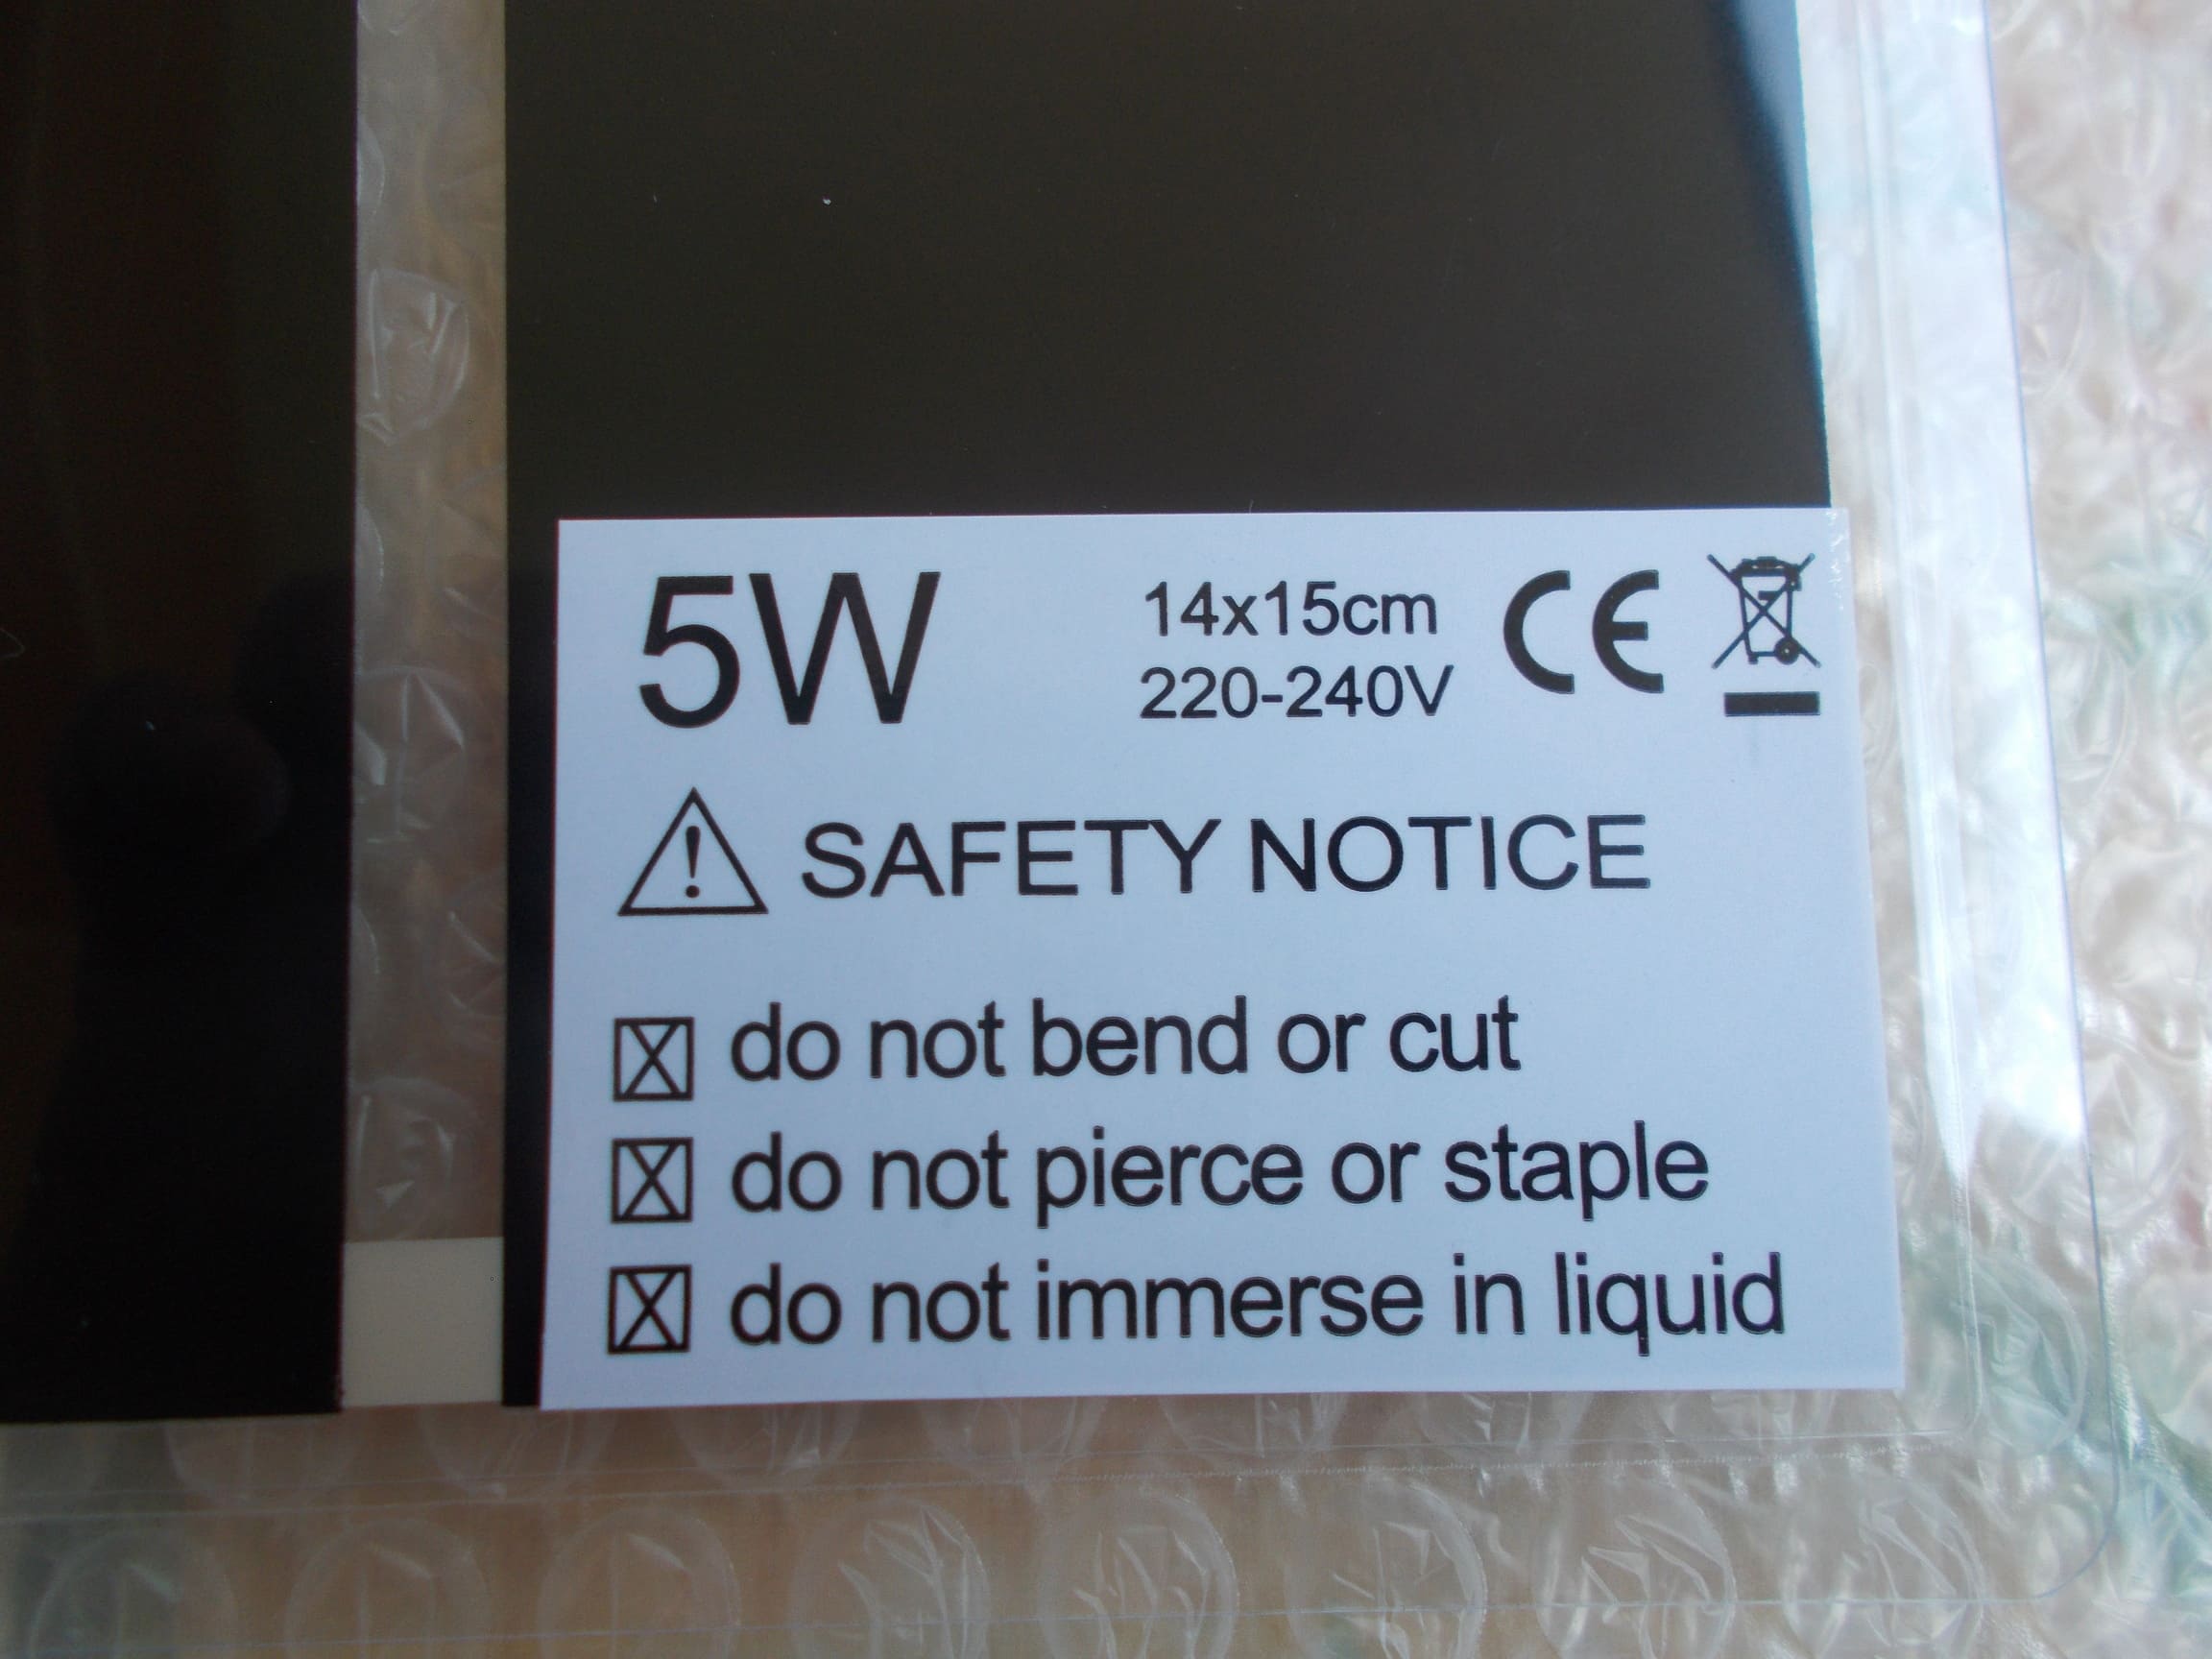 5W
14x15cm
220-240V
CE
SAFETY NOTICE
do not bend or cut
do not pierce or staple
do not immerse in liquid